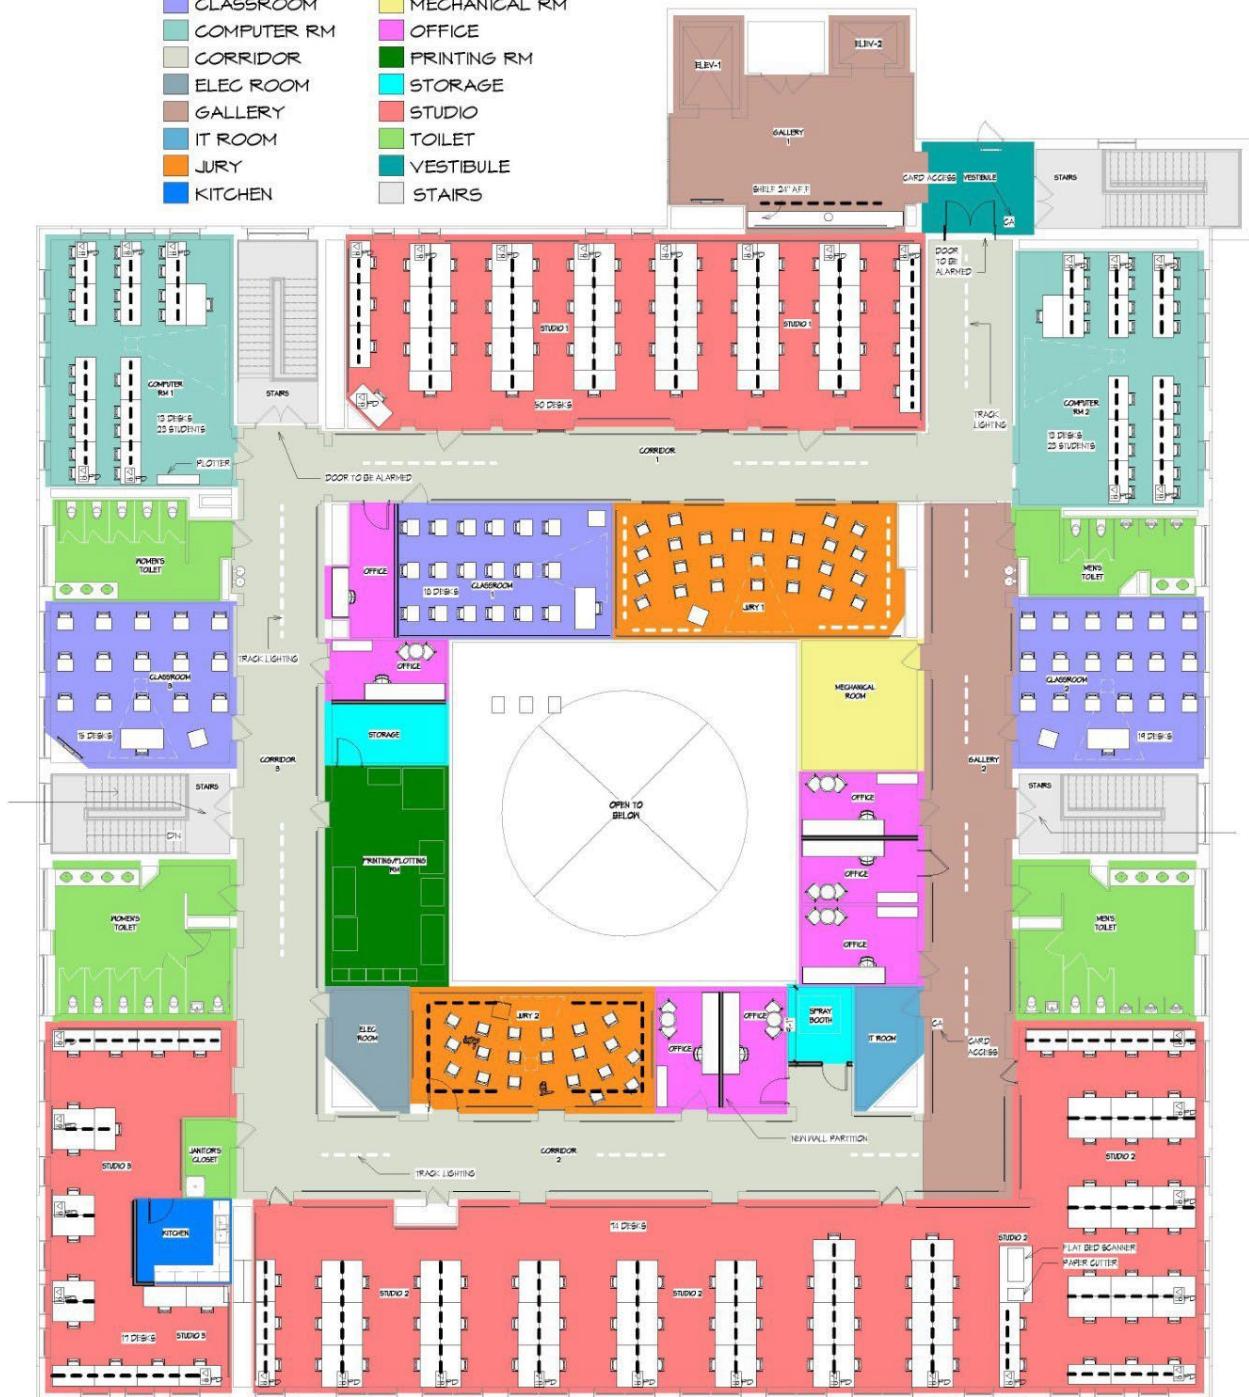 CLASSROOM
COMPUTER RM
CORRIDOR
ELEC ROOM
GALLERY
IT ROOM
JURY
KITCHEN
MECHANICAL RM
OFFICE
PRINTING RM
STORAGE
STUDIO
TOILET
VESTIBULE
STAIRS
ELEV-1
ELEV-2
GALLERY
1
SHELF 24" A.F.F
CARD ACCESS
VESTIBULE
CA
STAIRS
DOOR
TO BE
ALARMED
STUDIO 1
STUDIO 1
30 DESKS
COMPUTER
RM 1
13 DESKS
23 STUDENTS
PLOTTER
STAIRS
DOOR TO BE ALARMED
CORRIDOR
1
TRACK
LIGHTING
COMPUTER
RM 2
13 DESKS
23 STUDENTS
WOMEN'S
TOILET
OFFICE
CLASSROOM
1
18 DESKS
JURY 1
MEN'S
TOILET
CLASSROOM
3
15 DESKS
TRACK LIGHTING
OFFICE
STORAGE
MECHANICAL
ROOM
CLASSROOM
2
19 DESKS
CORRIDOR
3
GALLERY
2
STAIRS
DN
OPEN TO
BELOW
OFFICE
STAIRS
PRINTING/PLOTTING
RM
OFFICE
OFFICE
WOMEN'S
TOILET
MEN'S
TOILET
ELEC
ROOM
JURY 2
OFFICE
OFFICE
SPRAY
BOOTH
IT ROOM
CA
CARD
ACCESS
NEW WALL PARTITION
CORRIDOR
2
TRACK LIGHTING
JANITOR'S
CLOSET
STUDIO 3
KITCHEN
17 DESKS
STUDIO 3
74 DESKS
STUDIO 2
STUDIO 2
STUDIO 2
STUDIO 2
FLAT BED SCANNER
PAPER CUTTER